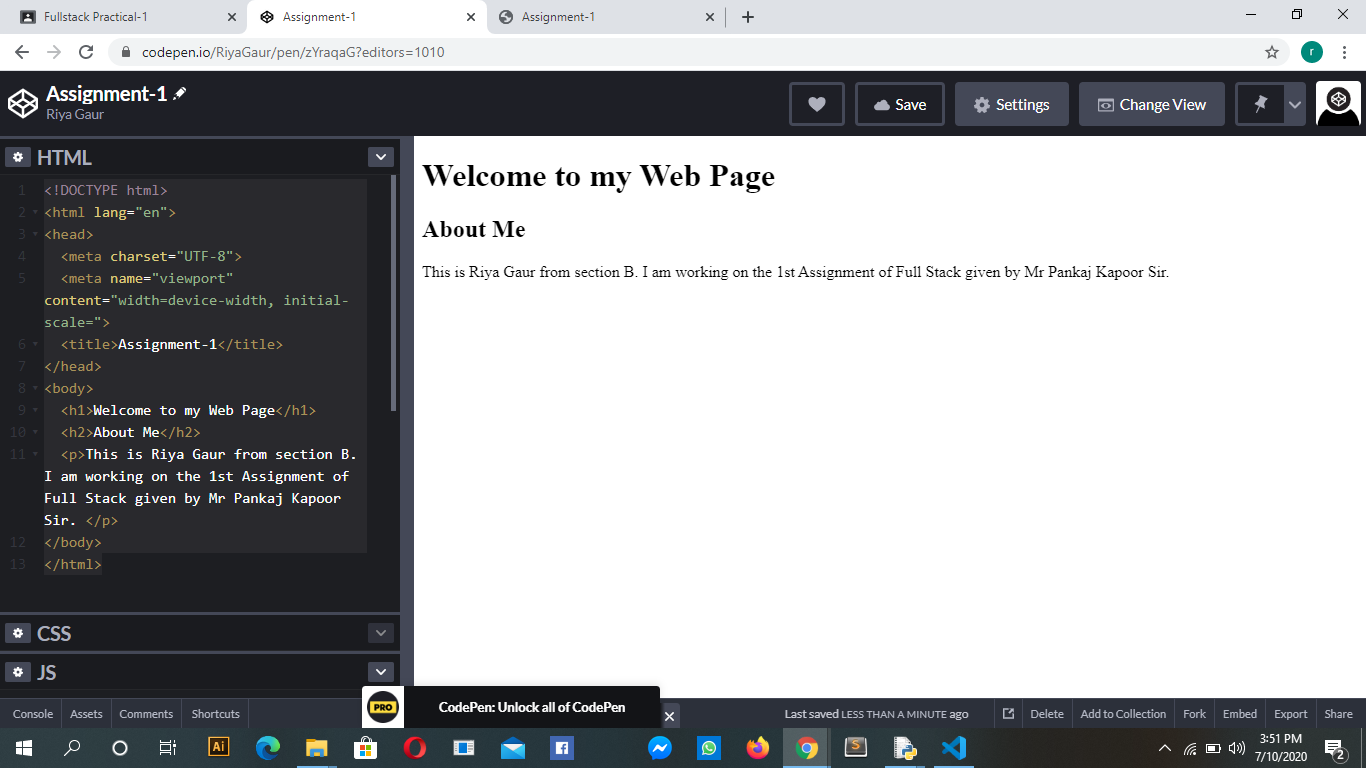 Fullstack Practical-1
Assignment-1
Assignment-1
codepen.io/RiyaGaur/pen/zYraqaG?editors=1010
r
Assignment-1
Riya Gaur
Save
Settings
Change View
HTML
1 <!DOCTYPE html>
2 <html lang="en">
3 <head>
4 <meta charset="UTF-8">
5 <meta name="viewport"
content="width=device-width, initial-
scale=">
6 <title>Assignment-1</title>
7 </head>
8 <body>
9 <h1>Welcome to my Web Page</h1>
10 <h2>About Me</h2>
11 <p>This is Riya Gaur from section B.
I am working on the 1st Assignment of
Full Stack given by Mr Pankaj Kapoor
Sir. </p>
12 </body>
13 </html>
CSS
JS
Welcome to my Web Page
About Me
This is Riya Gaur from section B. I am working on the 1st Assignment of Full Stack given by Mr Pankaj Kapoor Sir.
PRO
CodePen: Unlock all of CodePen
Console Assets Comments Shortcuts
Last saved LESS THAN A MINUTE ago
Delete Add to Collection Fork Embed Export Share
Ai
S
3:51 PM
7/10/2020
2